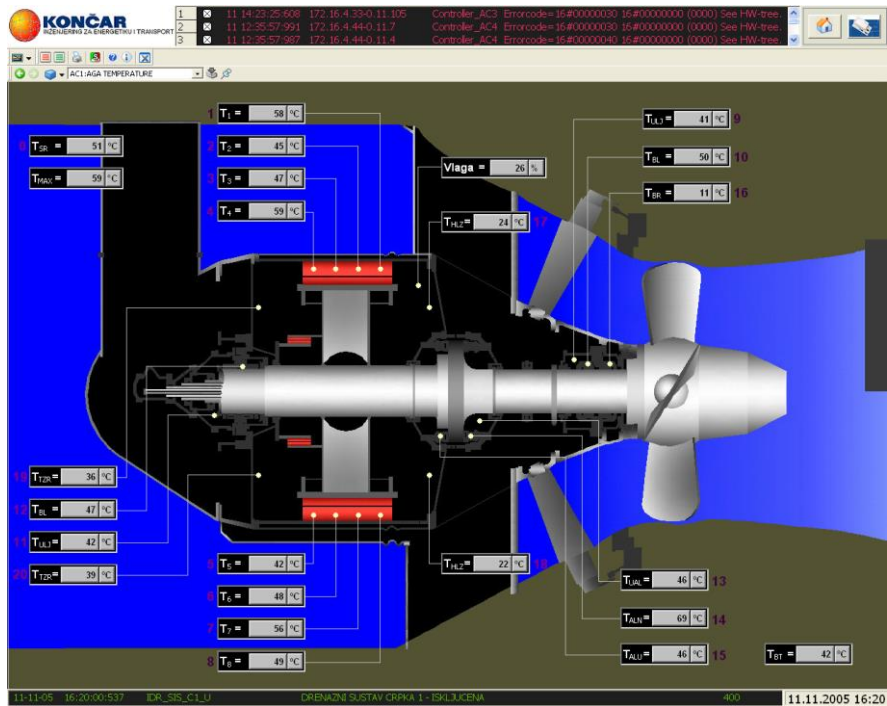 KONČAR
INŽENJERING ZA ENERGETIKU I TRANSPORT
1 11 14:23:25:608 172.16.4.33-0.11.105 Controller_AC3 Errorcode=16#00000030 16#00000000 (0000) See HW-tree.
2 11 12:35:57:991 172.16.4.44-0.11.7 Controller_AC4 Errorcode=16#00000030 16#00000000 (0000) See HW-tree.
3 11 12:35:57:987 172.16.4.44-0.11.4 Controller_AC4 Errorcode=16#00000040 16#00000000 (0000) See HW-tree.
AC1:AGA TEMPERATURE
1 T1 = 58 °C
TULJ = 41 °C 9
TSR = 51 °C
2 T2 = 45 °C
TBL = 50 °C 10
TMAX = 59 °C
3 T3 = 47 °C
Vlaga = 26 %
TBR = 11 °C 16
4 T4 = 59 °C
THLZ = 24 °C 17
19 TTZR = 36 °C
12 TBL = 47 °C
11 TULJ = 42 °C
20 TTZR = 39 °C
5 T5 = 42 °C
THLZ = 22 °C 18
6 T6 = 48 °C
TUAL = 46 °C 13
7 T7 = 56 °C
TALN = 69 °C 14
8 T8 = 49 °C
TALU = 46 °C 15
TBT = 42 °C
11-11-05 16:20:00:537 IDR_SIS_C1_U DRENAZNI SUSTAV CRPKA 1 - ISKLJUCENA 400 11.11.2005 16:20